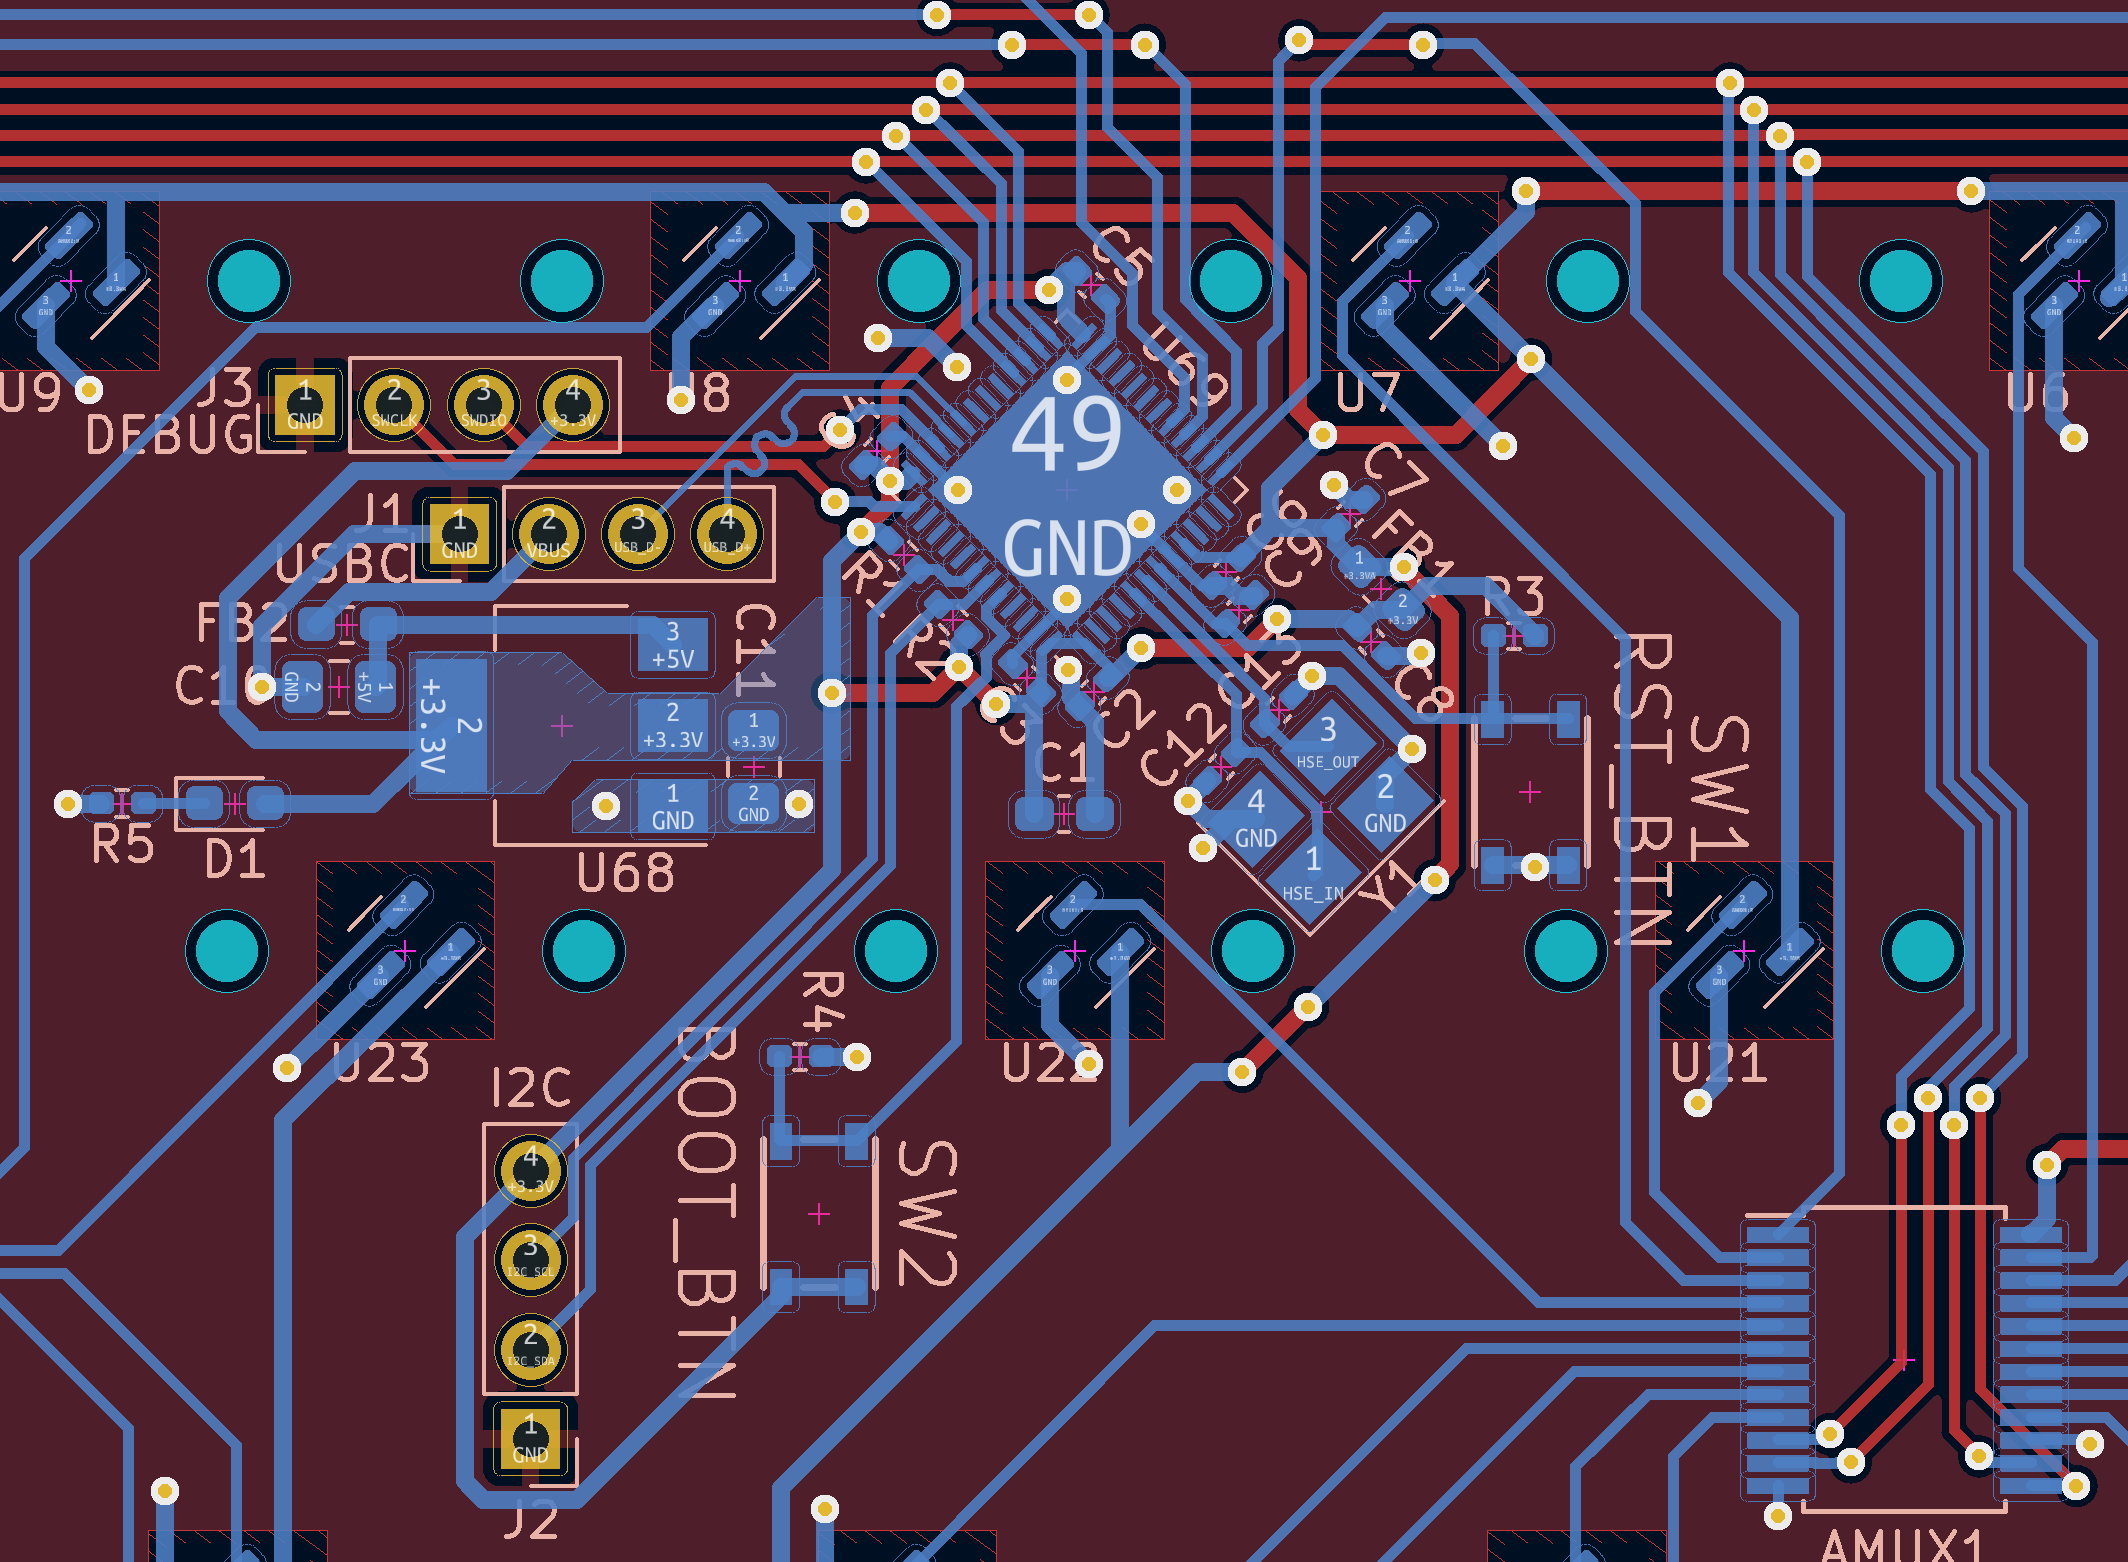 C5
U69
U9
J3
DEBUG
1
GND
2
SWCLK
3
SWDIO
4
+3.3V
U8
U7
U6
49
GND
J1
USBC
1
GND
2
VBUS
3
USB_D-
4
USB_D+
C7
C6
C9
FB1
1
+3.3VA
2
+3.3V
R3
FB2
GND
2
+5V
1
+3.3V
2
3
+5V
2
+3.3V
1
GND
C11
1
+3.3V
2
GND
U68
R5
D1
C1
C2
C8
C12
3
HSE_OUT
4
GND
2
GND
1
HSE_IN
Y1
RST_BTN
SW1
U23
U22
U21
R4
I2C
4
+3.3V
3
I2C_SCL
2
I2C_SDA
1
GND
J2
BOOT_BTN
SW2
AMUX1